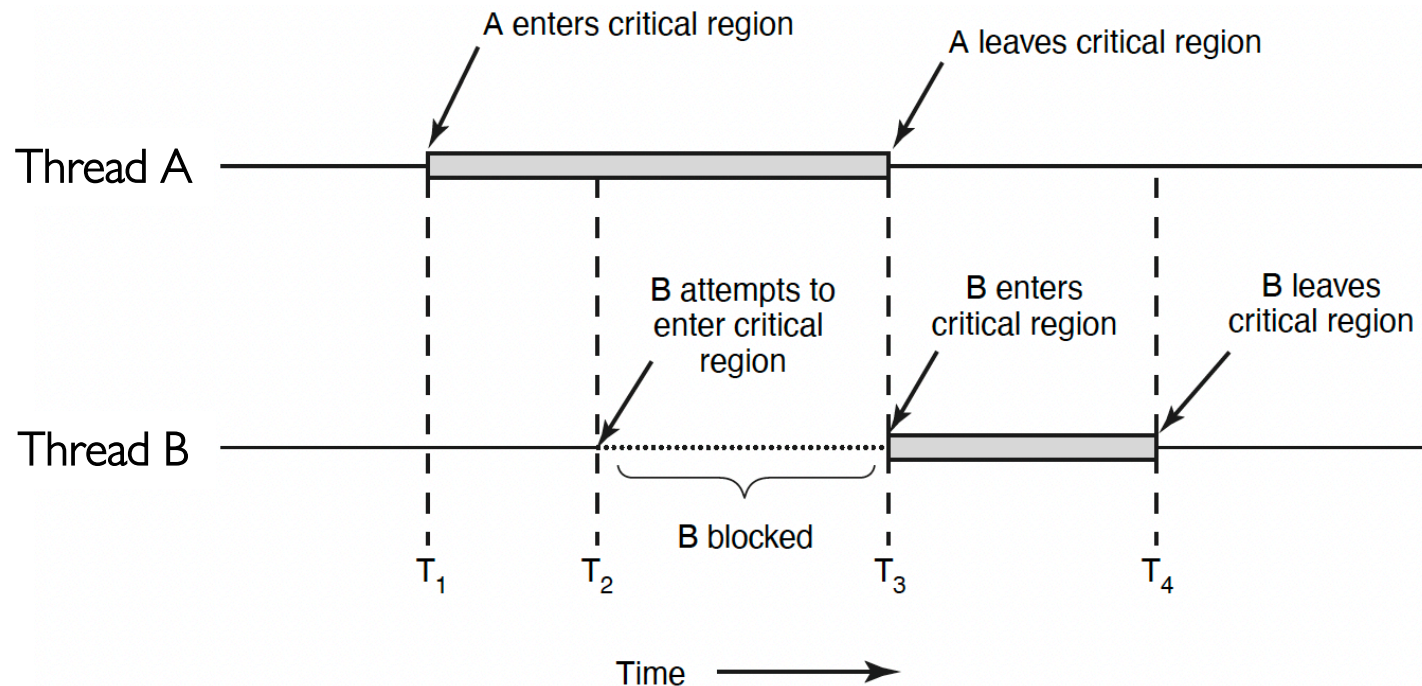 A enters critical region
A leaves critical region
Thread A
B attempts to
enter critical
region
B enters
critical region
B leaves
critical region
Thread B
B blocked
T1
T2
T3
T4
Time